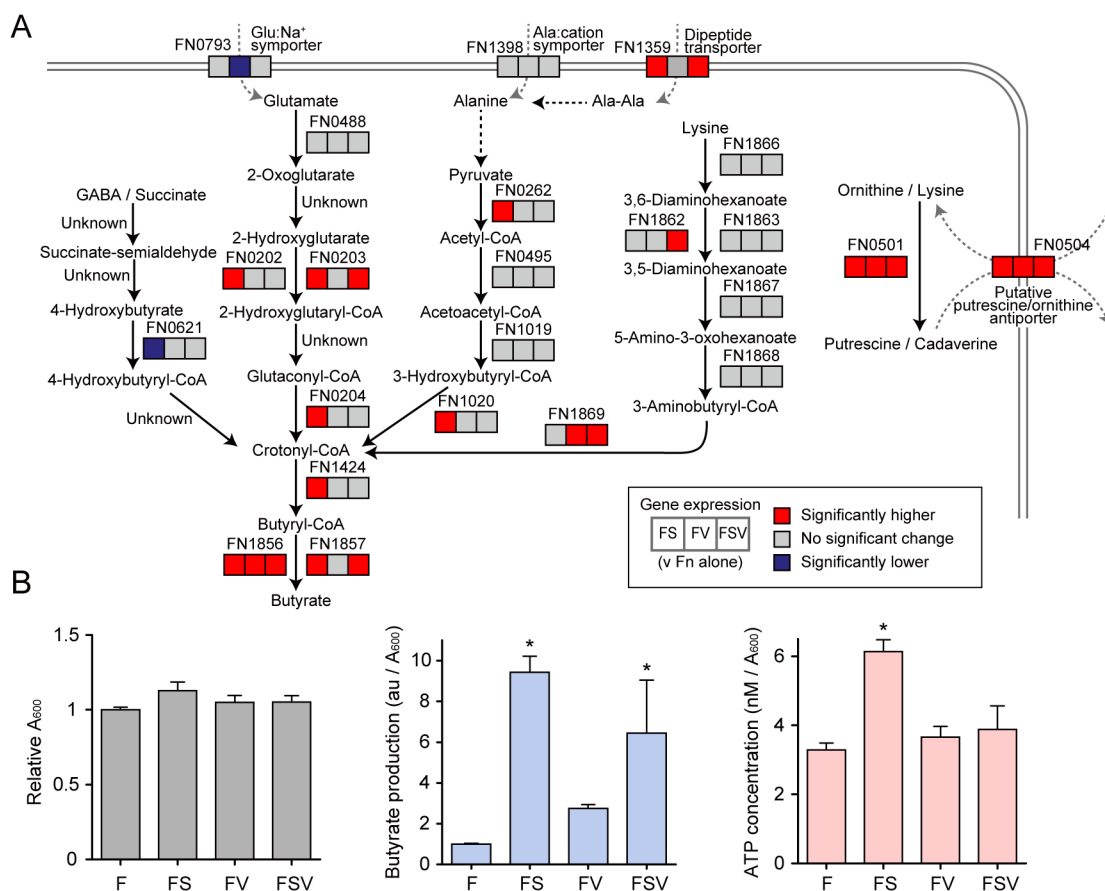 A
FN0793
Glu:Na⁺
symporter
FN1398
Ala:cation
symporter
FN1359
Dipeptide
transporter
Glutamate
Alanine
Ala-Ala
FN0488
Lysine
FN1866
2-Oxoglutarate
Pyruvate
GABA / Succinate
Unknown
FN0262
3,6-Diaminohexanoate
Ornithine / Lysine
Unknown
2-Hydroxyglutarate
Acetyl-CoA
FN1862
FN1863
Succinate-semialdehyde
FN0202
FN0203
FN0495
FN0501
FN0504
Unknown
3,5-Diaminohexanoate
4-Hydroxybutyrate
2-Hydroxyglutaryl-CoA
Acetoacetyl-CoA
FN1867
Putative
putrescine/ornithine
antiporter
FN0621
Unknown
FN1019
5-Amino-3-oxohexanoate
Putrescine / Cadaverine
4-Hydroxybutyryl-CoA
Glutaconyl-CoA
3-Hydroxybutyryl-CoA
FN1868
FN0204
FN1020
3-Aminobutyryl-CoA
Unknown
FN1869
Crotonyl-CoA
FN1424
Butyryl-CoA
FN1856
FN1857
Butyrate
Gene expression
FS FV FSV
(v Fn alone)
Significantly higher
No significant change
Significantly lower
B
Relative A₆₀₀
1.5
1
0.5
0
F FS FV FSV
Butyrate production (au / A₆₀₀)
10
8
6
4
2
0
*
*
F FS FV FSV
ATP concentration (nM / A₆₀₀)
6
4
2
0
*
F FS FV FSV